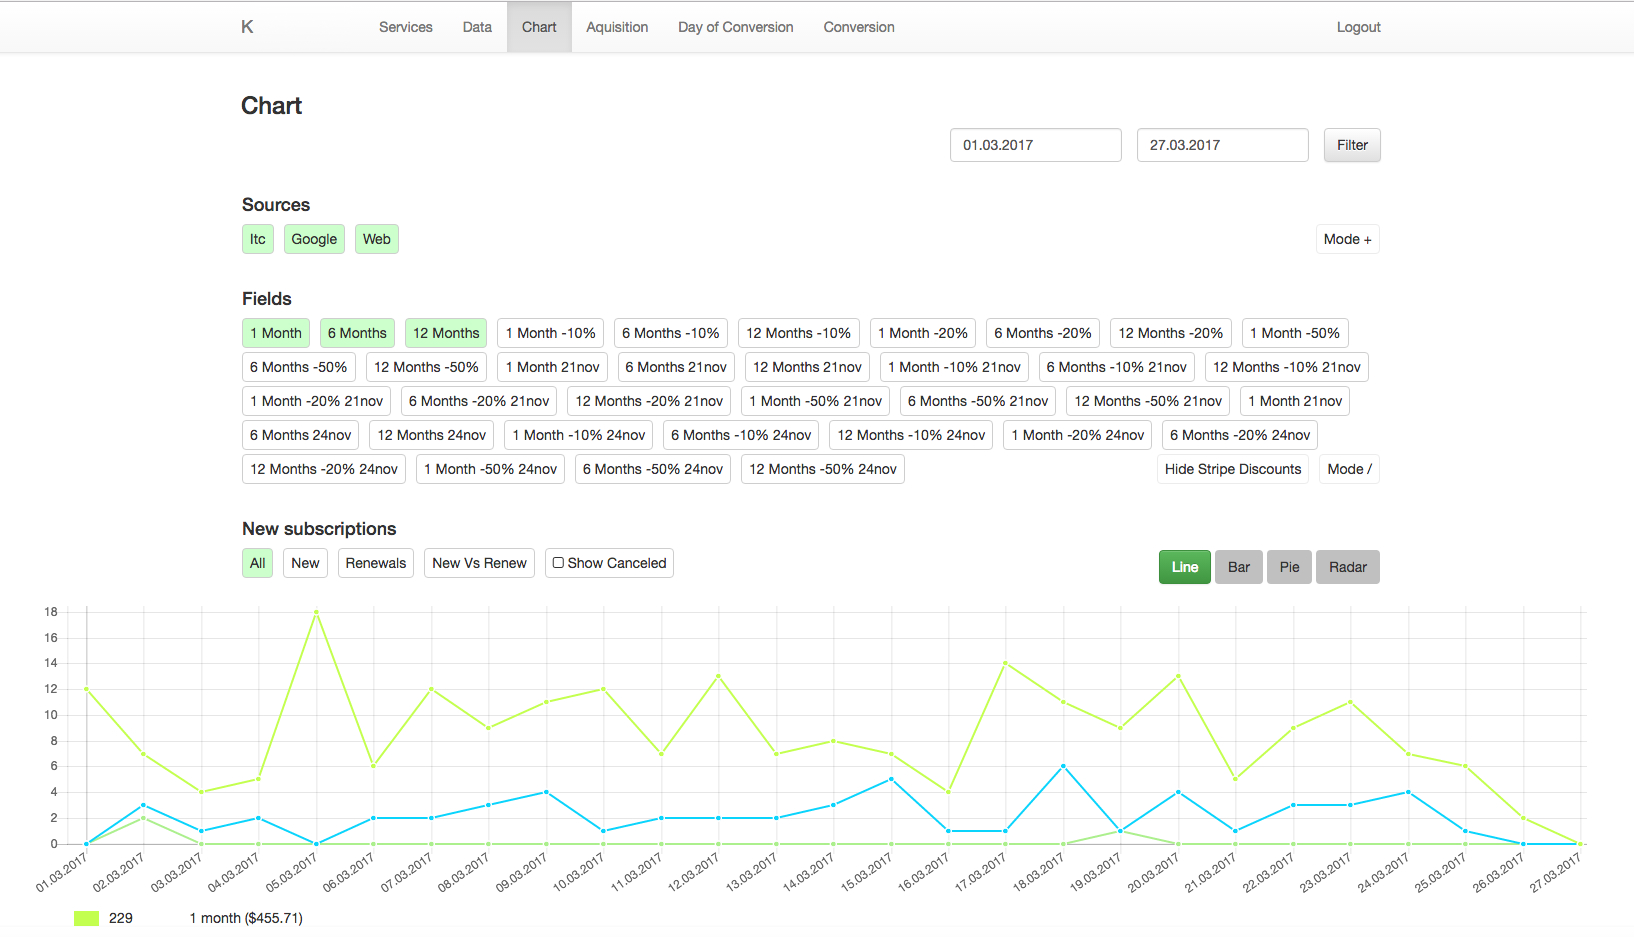 K Services Data Chart Aquisition Day of Conversion Conversion Logout
Chart
01.03.2017 27.03.2017 Filter
Sources
Itc Google Web Mode +
Fields
1 Month 6 Months 12 Months 1 Month -10% 6 Months -10% 12 Months -10% 1 Month -20% 6 Months -20% 12 Months -20% 1 Month -50%
6 Months -50% 12 Months -50% 1 Month 21nov 6 Months 21nov 12 Months 21nov 1 Month -10% 21nov 6 Months -10% 21nov 12 Months -10% 21nov
1 Month -20% 21nov 6 Months -20% 21nov 12 Months -20% 21nov 1 Month -50% 21nov 6 Months -50% 21nov 12 Months -50% 21nov 1 Month 21nov
6 Months 24nov 12 Months 24nov 1 Month -10% 24nov 6 Months -10% 24nov 12 Months -10% 24nov 1 Month -20% 24nov 6 Months -20% 24nov
12 Months -20% 24nov 1 Month -50% 24nov 6 Months -50% 24nov 12 Months -50% 24nov Hide Stripe Discounts Mode /
New subscriptions
All New Renewals New Vs Renew Show Canceled Line Bar Pie Radar
18
16
14
12
10
8
6
4
2
0
01.03.2017 02.03.2017 03.03.2017 04.03.2017 05.03.2017 06.03.2017 07.03.2017 08.03.2017 09.03.2017 10.03.2017 11.03.2017 12.03.2017 13.03.2017 14.03.2017 15.03.2017 16.03.2017 17.03.2017 18.03.2017 19.03.2017 20.03.2017 21.03.2017 22.03.2017 23.03.2017 24.03.2017 25.03.2017 26.03.2017 27.03.2017
229 1 month ($455.71)